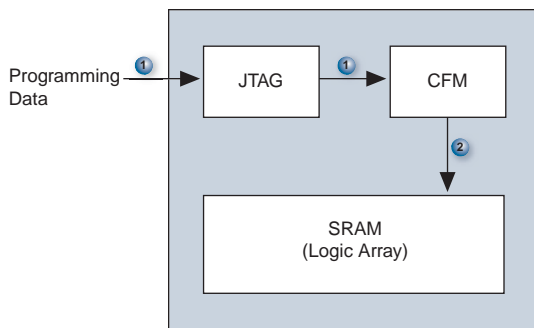 Programming
Data
1
JTAG
1
CFM
2
SRAM
(Logic Array)